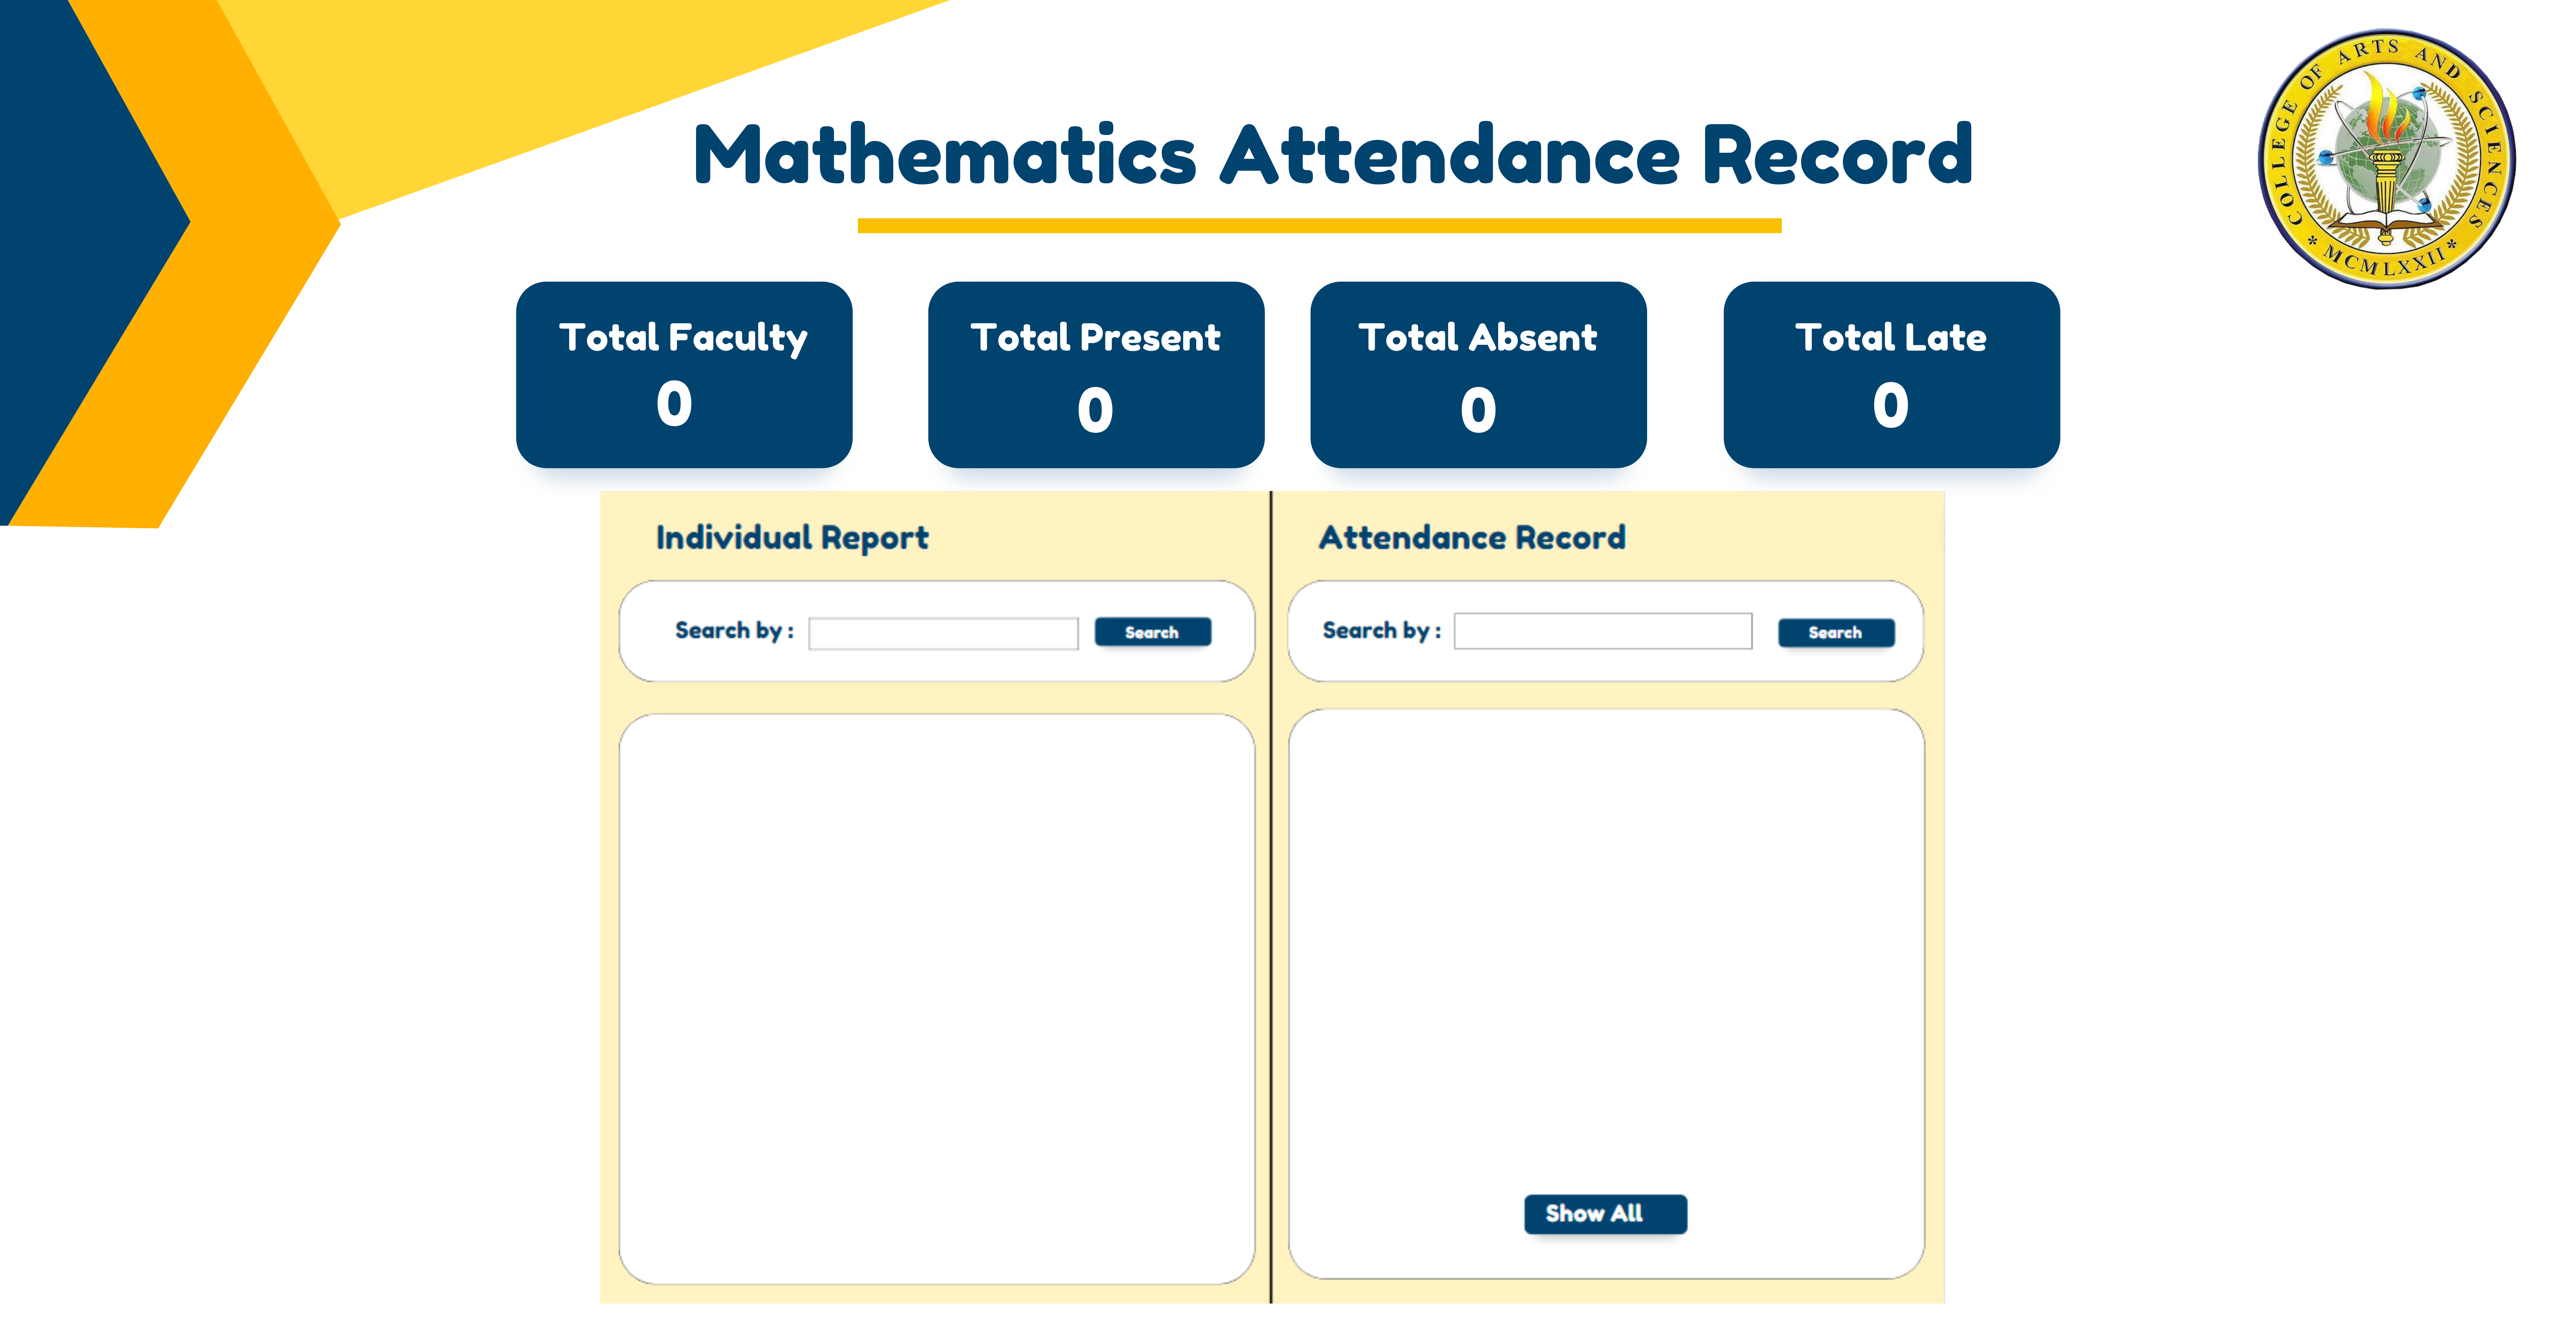 Mathematics Attendance Record
COLLEGE OF ARTS AND SCIENCES
* MCMLXXII *
Total Faculty
0
Total Present
0
Total Absent
0
Total Late
0
Individual Report
Search by :
Search
Attendance Record
Search by :
Search
Show All